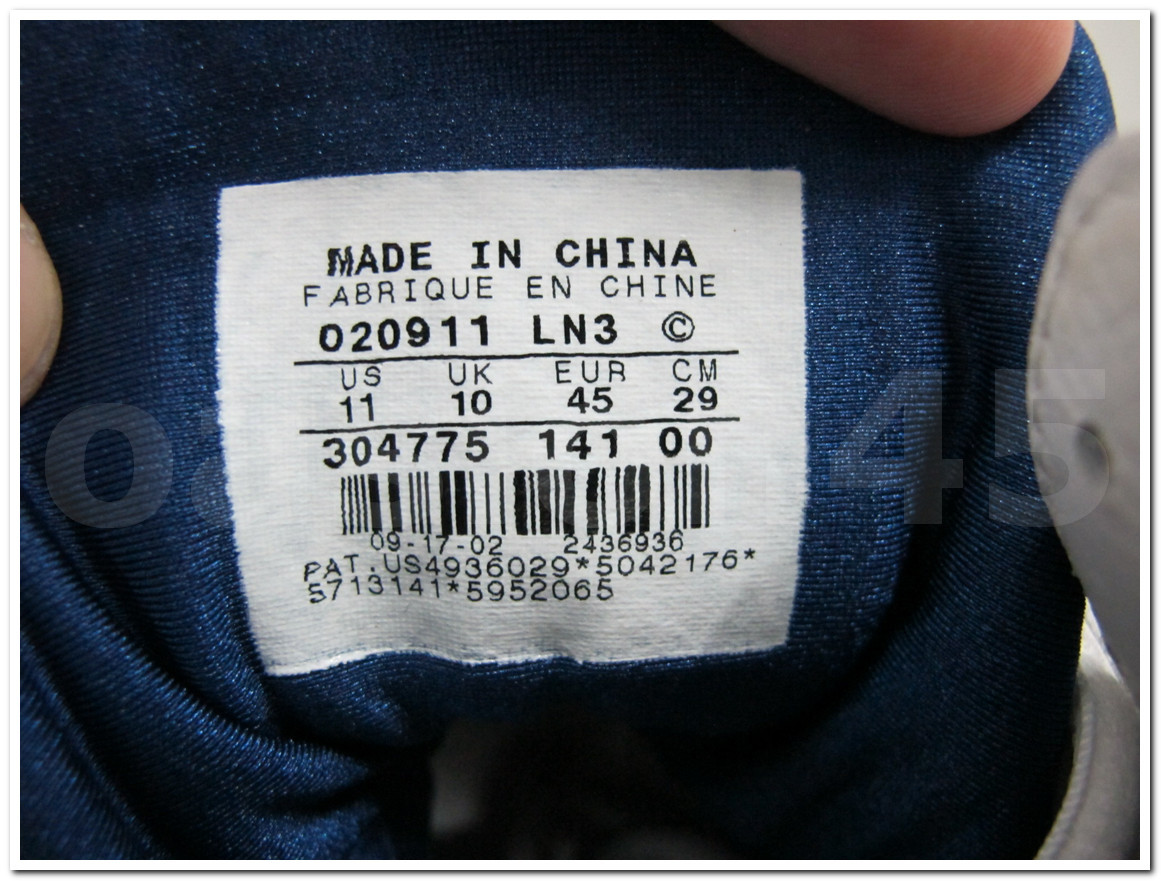 MADE IN CHINA
FABRIQUE EN CHINE
020911 LN3 ©
US UK EUR CM
11 10 45 29
304775 141 00
09-17-02 2436936
PAT.US4936029*5042176*
5713141*5952065